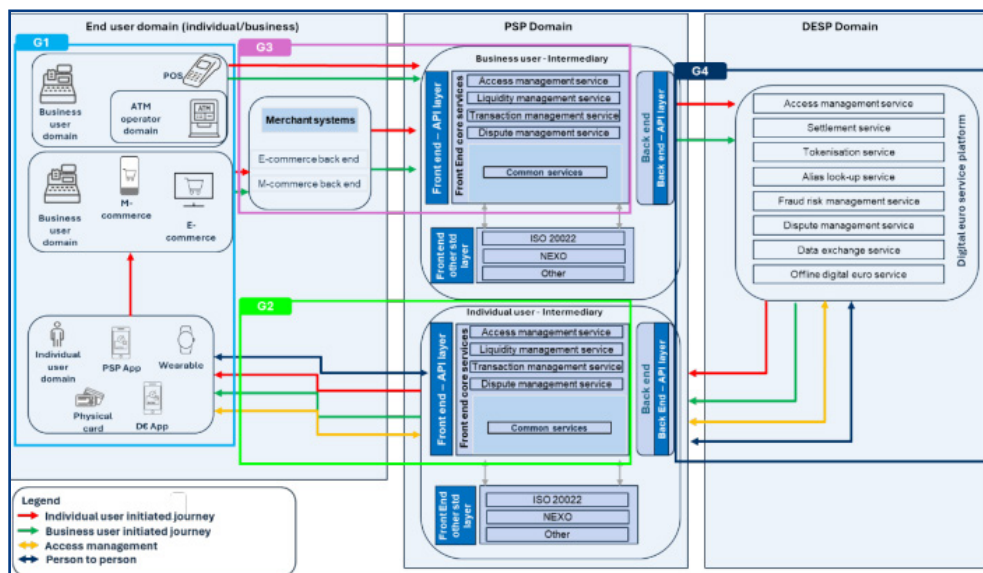 End user domain (individual/business)
PSP Domain
DESP Domain
G1
G3
G4
POS
Business
user
domain
ATM
operator
domain
ATM
Business
user
domain
M-
commerce
E-
commerce
Merchant systems
E-commerce back end
M-commerce back end
Business user - Intermediary
Front end – API layer
Front End core services
Access management service
Liquidity management service
Transaction management service
Dispute management service
Common services
Back end
Back end – API layer
Frontend
other std
layer
ISO 20022
NEXO
Other
Access management service
Settlement service
Tokenisation service
Alias look-up service
Fraud risk management service
Dispute management service
Data exchange service
Offline digital euro service
Digital euro service platform
G2
Individual
user
domain
PSP App
Wearable
Physical
card
D€ App
Individual user - Intermediary
Front end – API layer
Front end core services
Access management service
Liquidity management service
Transaction management service
Dispute management service
Common services
Back end
Back End – API layer
FrontEnd
other std
layer
ISO 20022
NEXO
Other
Legend
Individual user initiated journey
Business user initiated journey
Access management
Person to person